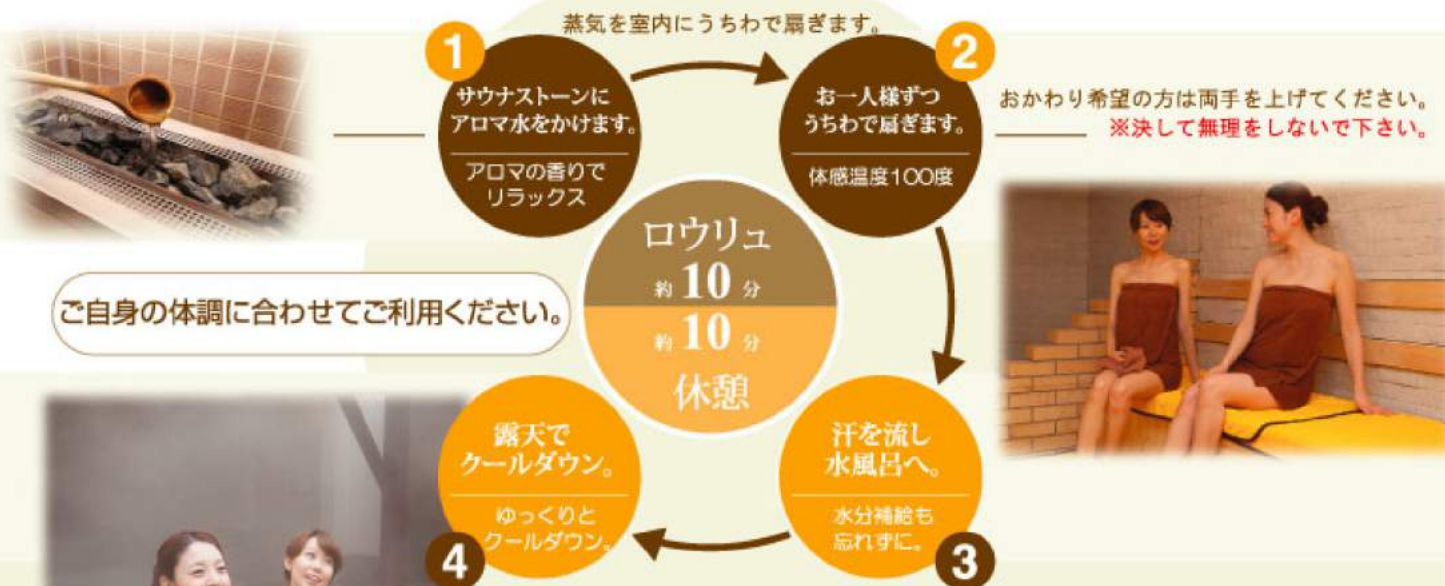 蒸気を室内にうちわで扇ぎます。
1
サウナストーンに
アロマ水をかけます。
アロマの香りで
リラックス
2
お一人様ずつ
うちわで扇ぎます。
体感温度100度
おかわり希望の方は両手を上げてください。
※決して無理をしないで下さい。
ロウリュ
約10分
約10分
休憩
ご自身の体調に合わせてご利用ください。
汗を流し
水風呂へ。
水分補給も
忘れずに。
3
露天で
クールダウン。
ゆっくりと
クールダウン。
4